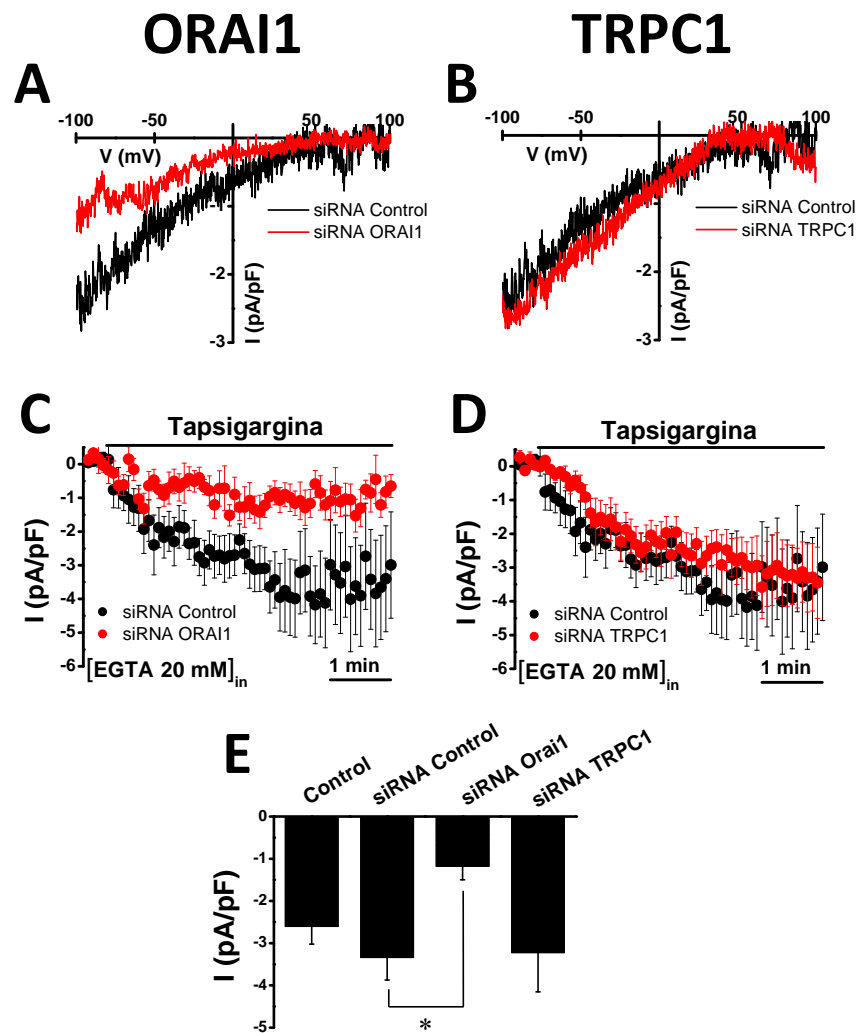 ORAI1
TRPC1
A
-100 -50 50 100
V (mV)
-2
-3
I (pA/pF)
siRNA Control
siRNA ORAI1
B
-100 50 100
V (mV)
-2
-3
I (pA/pF)
siRNA Control
siRNA TRPC1
C
Tapsigargina
0
-1
-2
-3
-4
-5
-6
I (pA/pF)
siRNA Control
siRNA ORAI1
[EGTA 20 mM]in
1 min
D
Tapsigargina
0
-1
-2
-3
-4
-5
-6
I (pA/pF)
siRNA Control
siRNA TRPC1
[EGTA 20 mM]in
1 min
E
Control
siRNA Control
siRNA Orai1
siRNA TRPC1
0
-1
-2
-3
-4
-5
I (pA/pF)
*